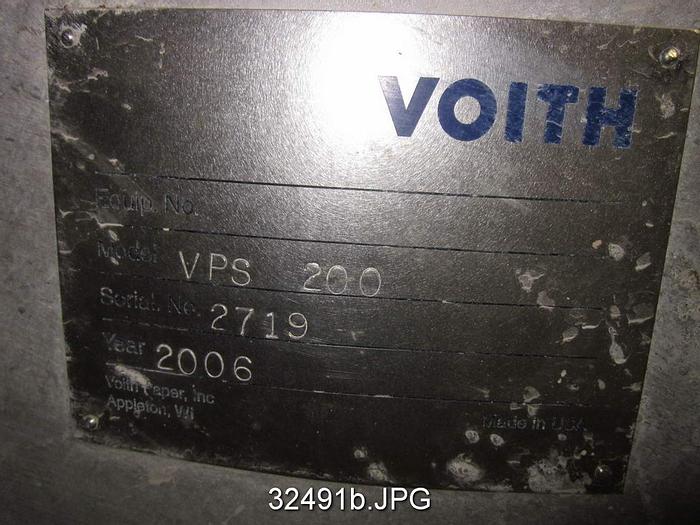 VOITH
Equip. No.
Model VPS 200
Serial. No. 2719
Year 2006
Voith Paper, Inc
Appleton, WI
Made in USA
32491b.JPG